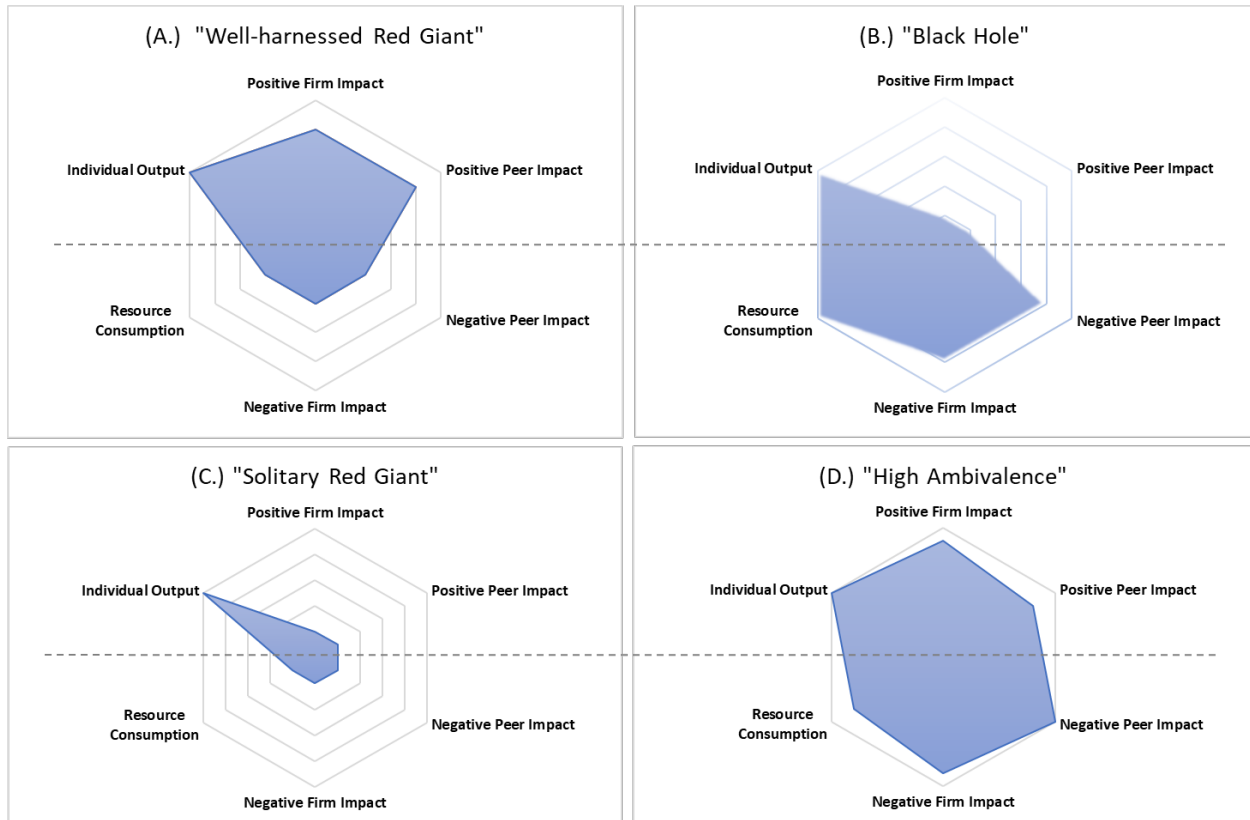 (A.) "Well-harnessed Red Giant"
Positive Firm Impact
Individual Output
Positive Peer Impact
Resource
Consumption
Negative Peer Impact
Negative Firm Impact
(B.) "Black Hole"
Positive Firm Impact
Individual Output
Positive Peer Impact
Resource
Consumption
Negative Peer Impact
Negative Firm Impact
(C.) "Solitary Red Giant"
Positive Firm Impact
Individual Output
Positive Peer Impact
Resource
Consumption
Negative Peer Impact
Negative Firm Impact
(D.) "High Ambivalence"
Positive Firm Impact
Individual Output
Positive Peer Impact
Resource
Consumption
Negative Peer Impact
Negative Firm Impact